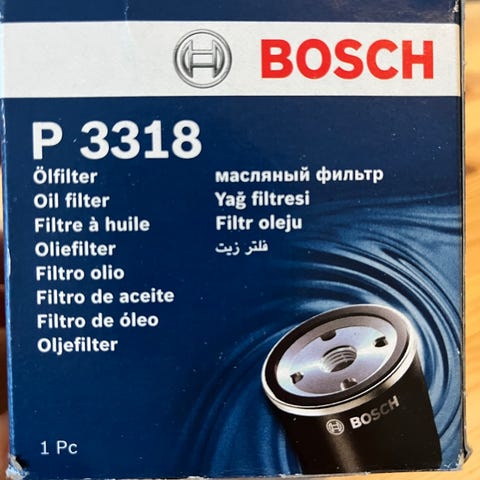 BOSCH
P 3318
Ölfilter
Oil filter
Filtre à huile
Oliefilter
Filtro olio
Filtro de aceite
Filtro de óleo
Oljefilter
масляный фильтр
Yağ filtresi
Filtr oleju
فلتر زيت
BOSCH
1 Pc